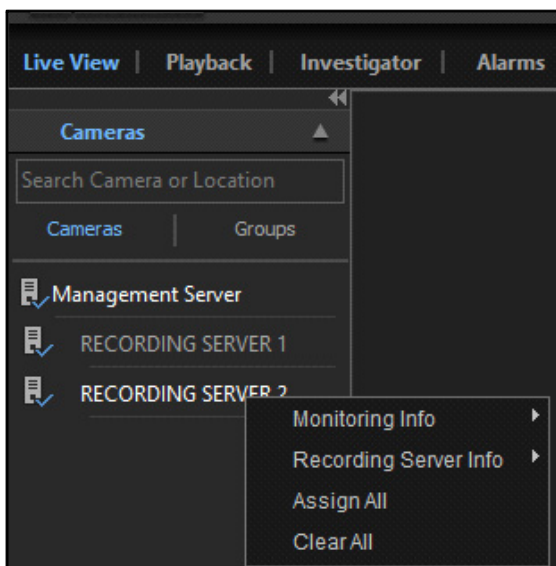 Live View | Playback | Investigator | Alarms
Cameras
Search Camera or Location
Cameras | Groups
Management Server
RECORDING SERVER 1
RECORDING SERVER 2
Monitoring Info
Recording Server Info
Assign All
Clear All